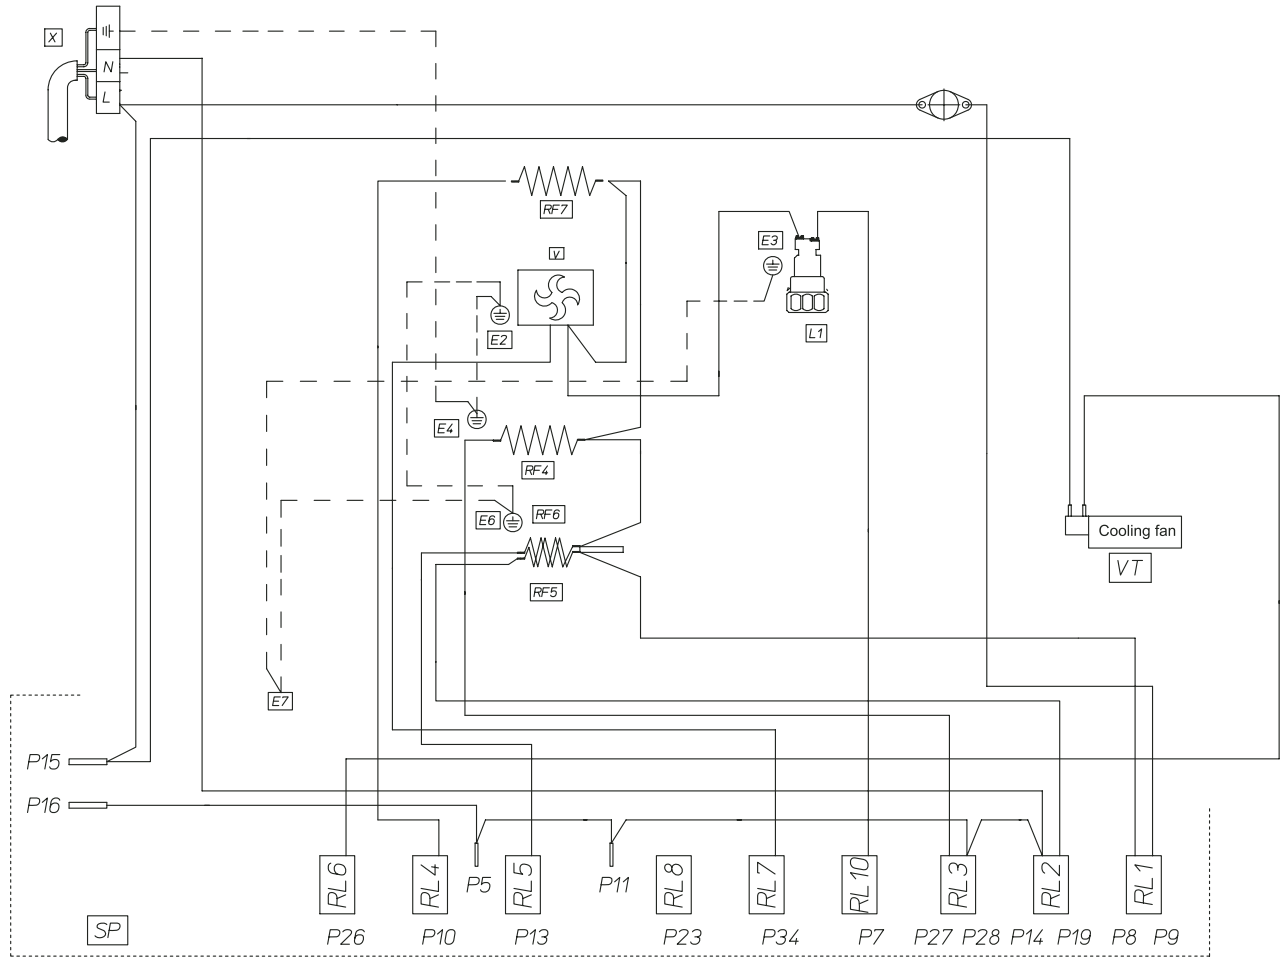 X
N
L
RF7
V
E3
E2
L1
E4
RF4
E6
RF6
Cooling fan
VT
RF5
E7
P15
P16
RL6
RL4
P5
RL5
P11
RL8
RL7
RL10
RL3
RL2
RL1
SP
P26
P10
P13
P23
P34
P7
P27 P28 P14 P19 P8 P9